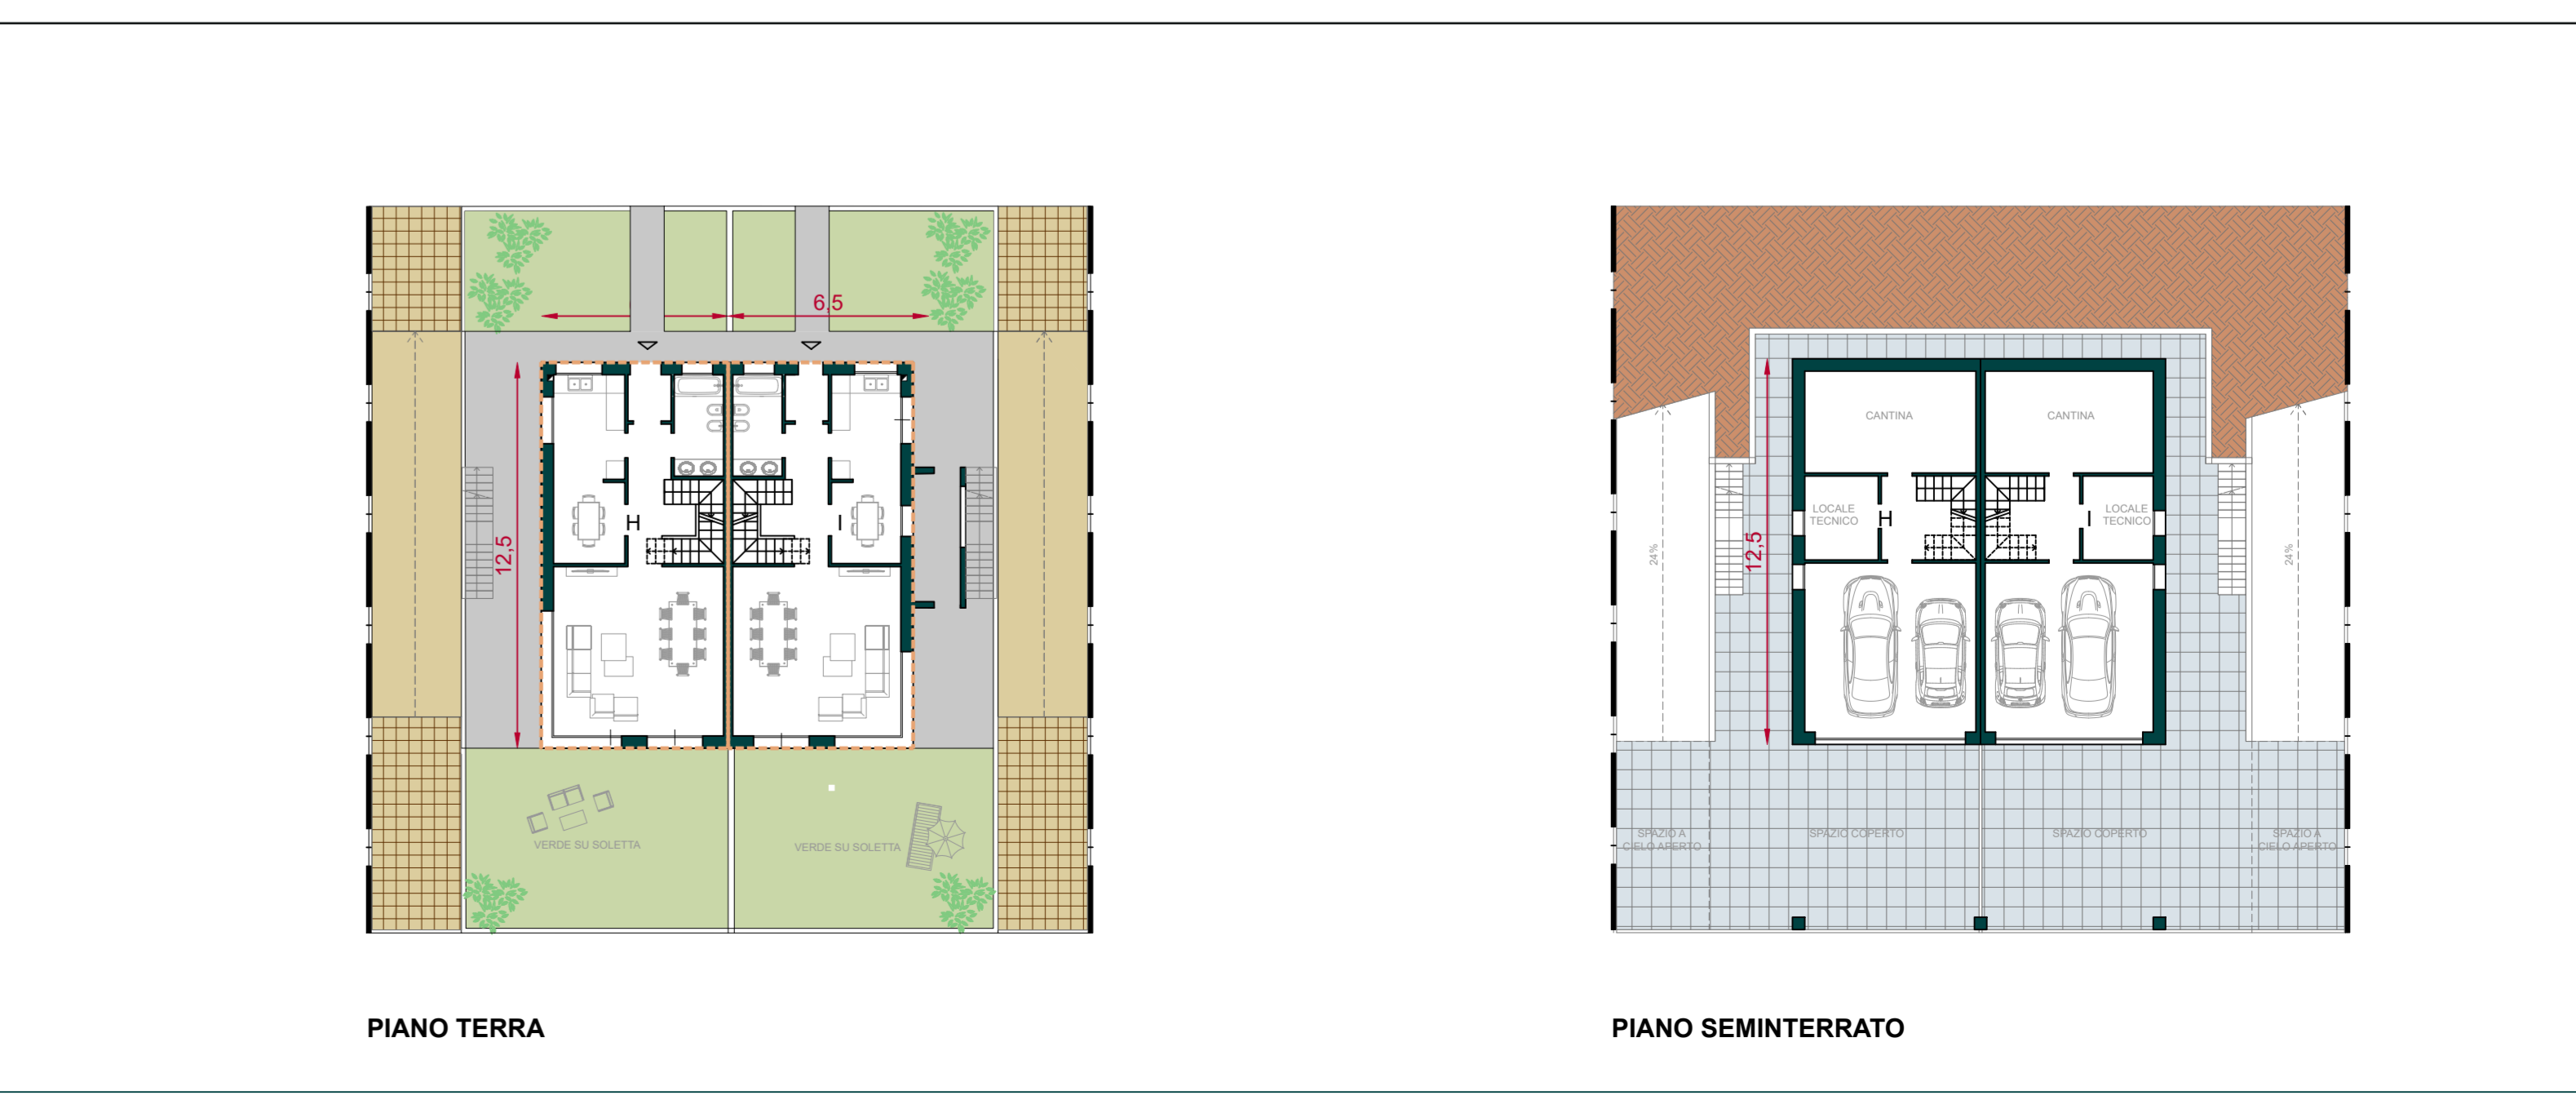 6,5
12,5
H
I
VERDE SU SOLETTA
VERDE SU SOLETTA
PIANO TERRA
CANTINA
CANTINA
LOCALE
TECNICO
H
I
LOCALE
TECNICO
12,5
24%
24%
SPAZIO A
CIELO APERTO
SPAZIO COPERTO
SPAZIO COPERTO
SPAZIO A
CIELO APERTO
PIANO SEMINTERRATO